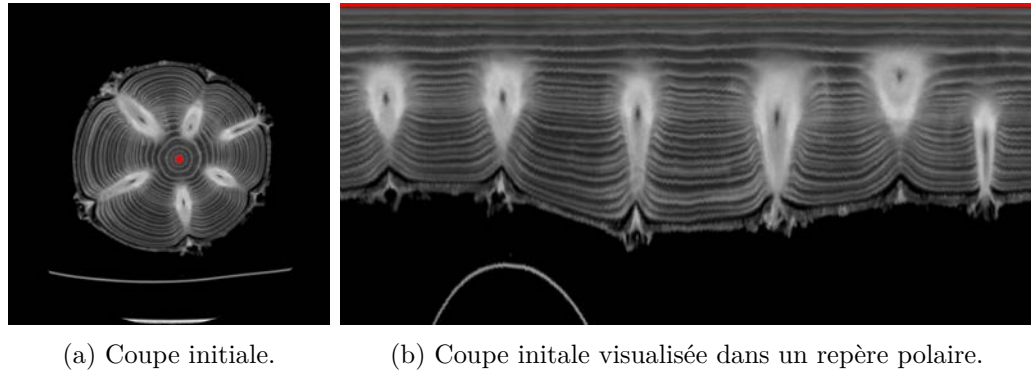 (a) Coupe initiale.
(b) Coupe initale visualisée dans un repère polaire.